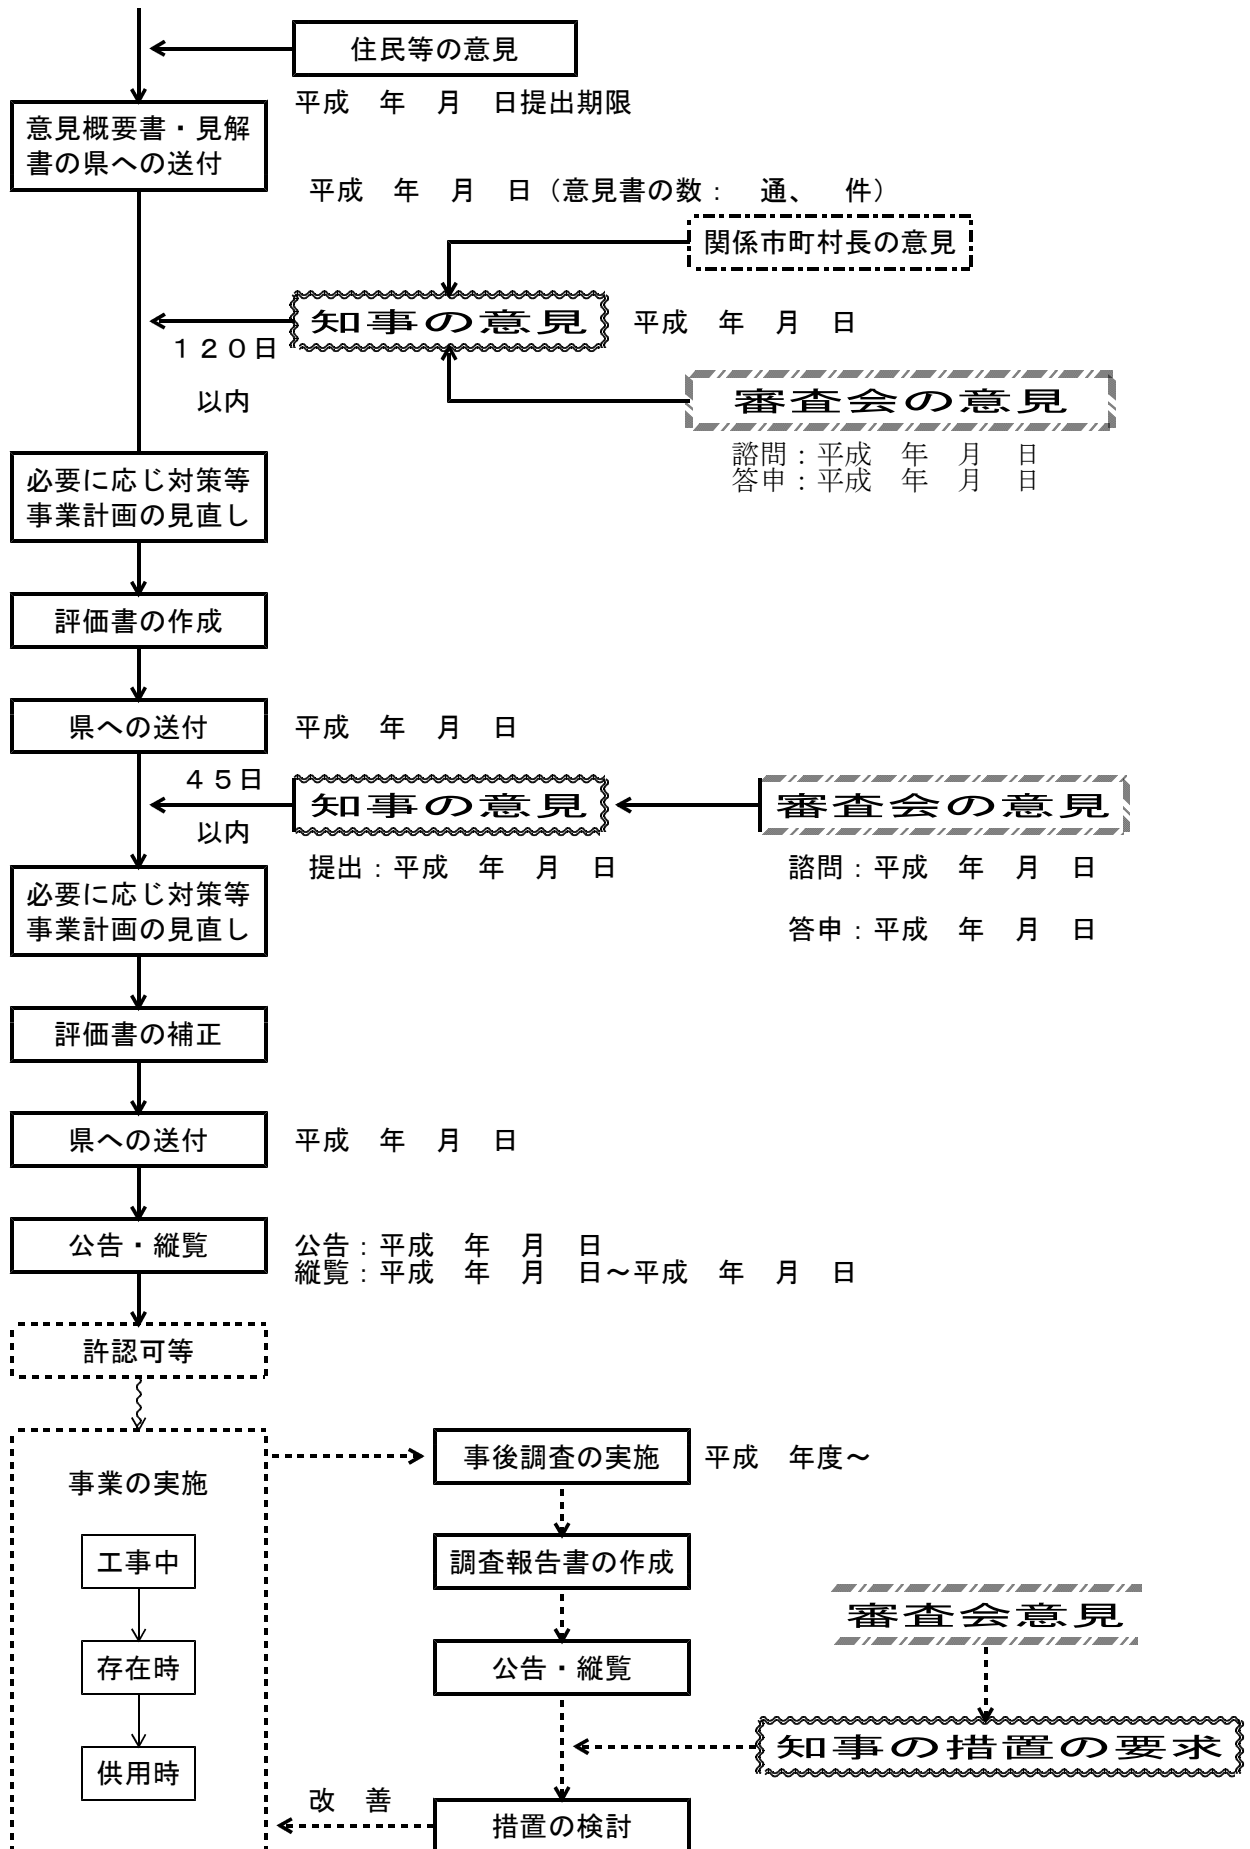 住民等の意見
平成　年　月　日提出期限
意見概要書・見解
書の県への送付
平成　年　月　日（意見書の数：　通、　件）
関係市町村長の意見
知事の意見　平成　年　月　日
１２０日
以内
審査会の意見
諮問：平成　年　月　日
答申：平成　年　月　日
必要に応じ対策等
事業計画の見直し
評価書の作成
県への送付　平成　年　月　日
４５日
以内
知事の意見
審査会の意見
提出：平成　年　月　日
諮問：平成　年　月　日
答申：平成　年　月　日
必要に応じ対策等
事業計画の見直し
評価書の補正
県への送付　平成　年　月　日
公告・縦覧
公告：平成　年　月　日
縦覧：平成　年　月　日～平成　年　月　日
許認可等
事業の実施
事後調査の実施　平成　年度～
工事中
調査報告書の作成
審査会意見
存在時
公告・縦覧
知事の措置の要求
供用時
改　善
措置の検討